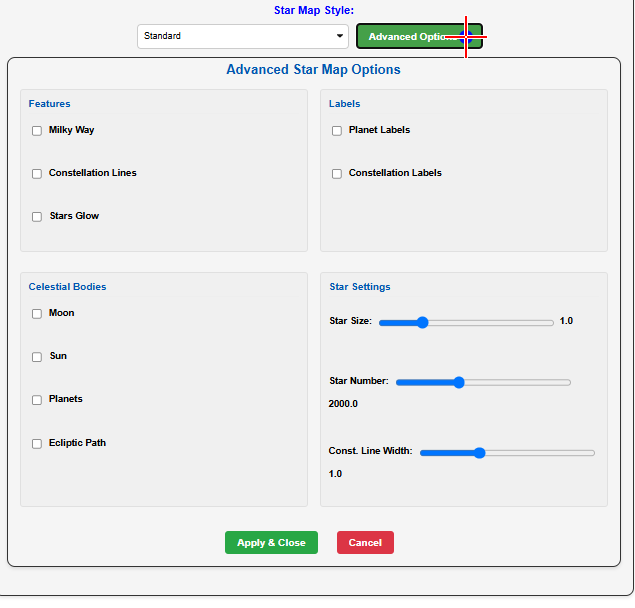 Star Map Style:
Standard
Advanced Options
Advanced Star Map Options
Features
Milky Way
Constellation Lines
Stars Glow
Labels
Planet Labels
Constellation Labels
Celestial Bodies
Moon
Sun
Planets
Ecliptic Path
Star Settings
Star Size: 1.0
Star Number:
2000.0
Const. Line Width:
1.0
Apply & Close
Cancel